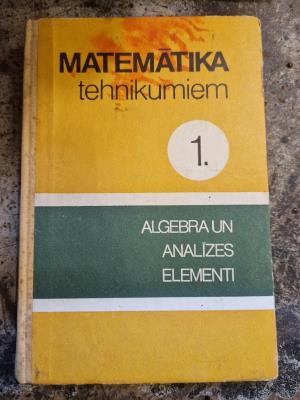 MATEMĀTIKA
tehnikumiem
1.
ALGEBRA UN
ANALĪZES
ELEMENTI